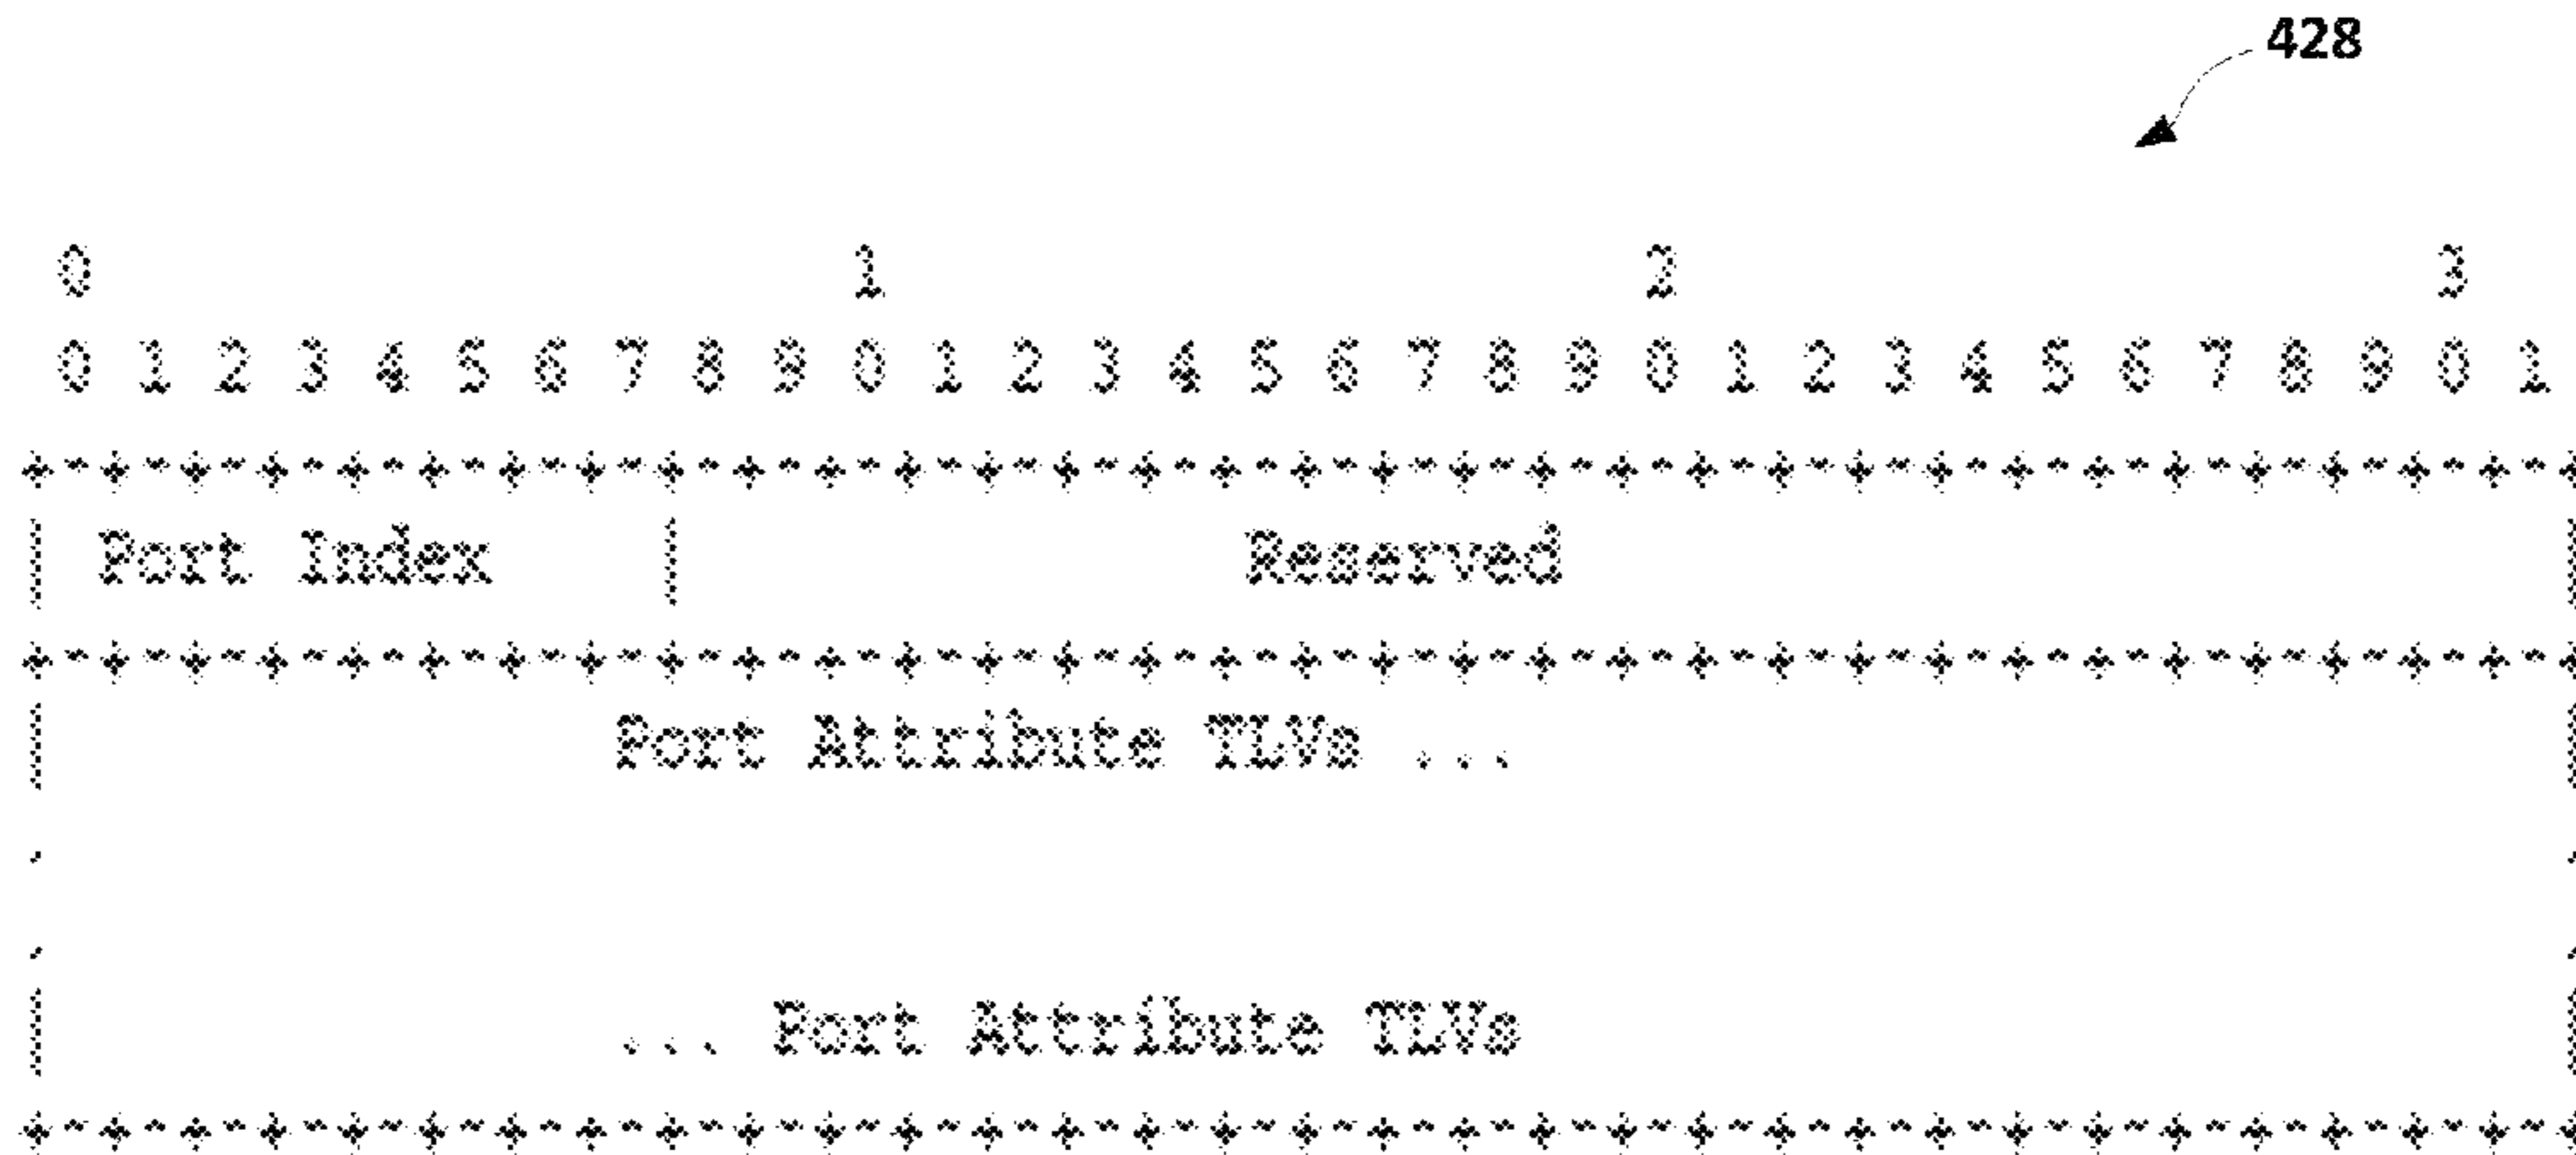 428
0 1 2 3
0 1 2 3 4 5 6 7 8 9 0 1 2 3 4 5 6 7 8 9 0 1 2 3 4 5 6 7 8 9 0 1
+-+-+-+-+-+-+-+-+-+-+-+-+-+-+-+-+-+-+-+-+-+-+-+-+-+-+-+-+-+-+-+-+
| Port Index | Reserved |
+-+-+-+-+-+-+-+-+-+-+-+-+-+-+-+-+-+-+-+-+-+-+-+-+-+-+-+-+-+-+-+-+
| Port Attribute TLVs ... |
. .
. .
| ... Port Attribute TLVs |
+-+-+-+-+-+-+-+-+-+-+-+-+-+-+-+-+-+-+-+-+-+-+-+-+-+-+-+-+-+-+-+-+